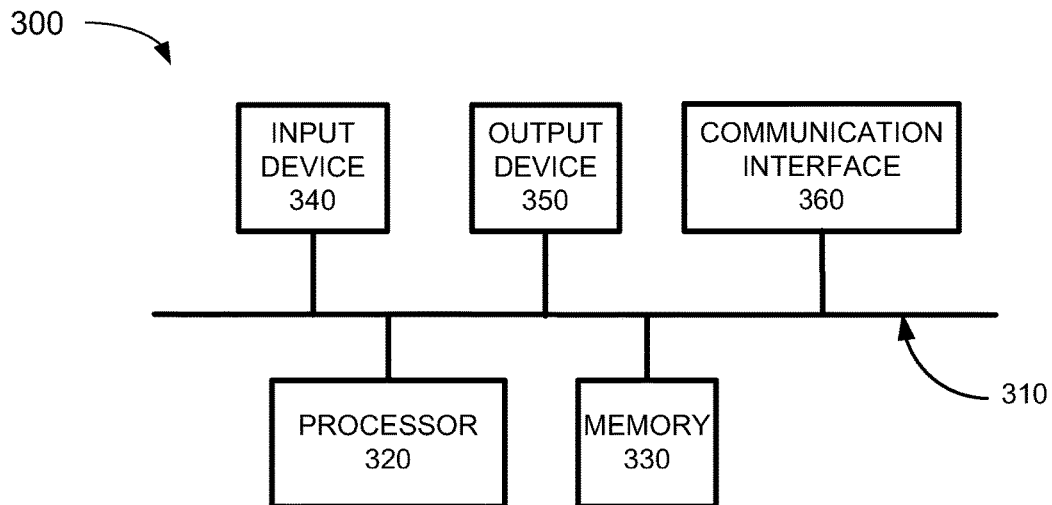 300
INPUT
DEVICE
340
OUTPUT
DEVICE
350
COMMUNICATION
INTERFACE
360
310
PROCESSOR
320
MEMORY
330